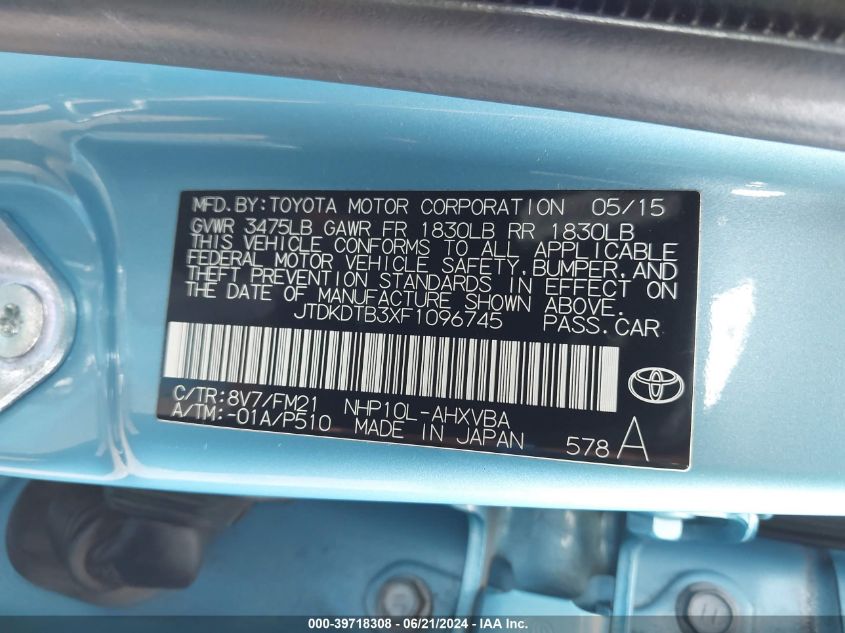 MFD.BY:TOYOTA MOTOR CORPORATION 05/15
GVWR 3475LB GAWR FR 1830LB RR 1830LB
THIS VEHICLE CONFORMS TO ALL APPLICABLE
FEDERAL MOTOR VEHICLE SAFETY,BUMPER,AND
THEFT PREVENTION STANDARDS IN EFFECT ON
THE DATE OF MANUFACTURE SHOWN ABOVE.
JTDKDTB3XF1096745 PASS.CAR
C/TR:8V7/FM21 NHP10L-AHXVBA
A/TM:-01A/P510 MADE IN JAPAN 578 A
000-39718308 - 06/21/2024 - IAA Inc.